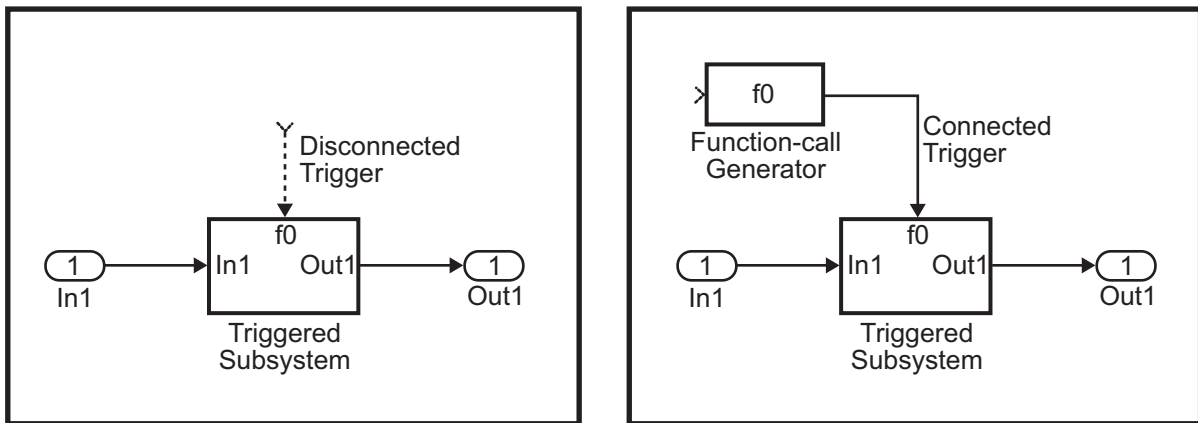 Disconnected
Trigger
f0
1
In1
In1
Out1
1
Out1
Triggered
Subsystem
f0
Function-call
Generator
Connected
Trigger
f0
1
In1
In1
Out1
1
Out1
Triggered
Subsystem